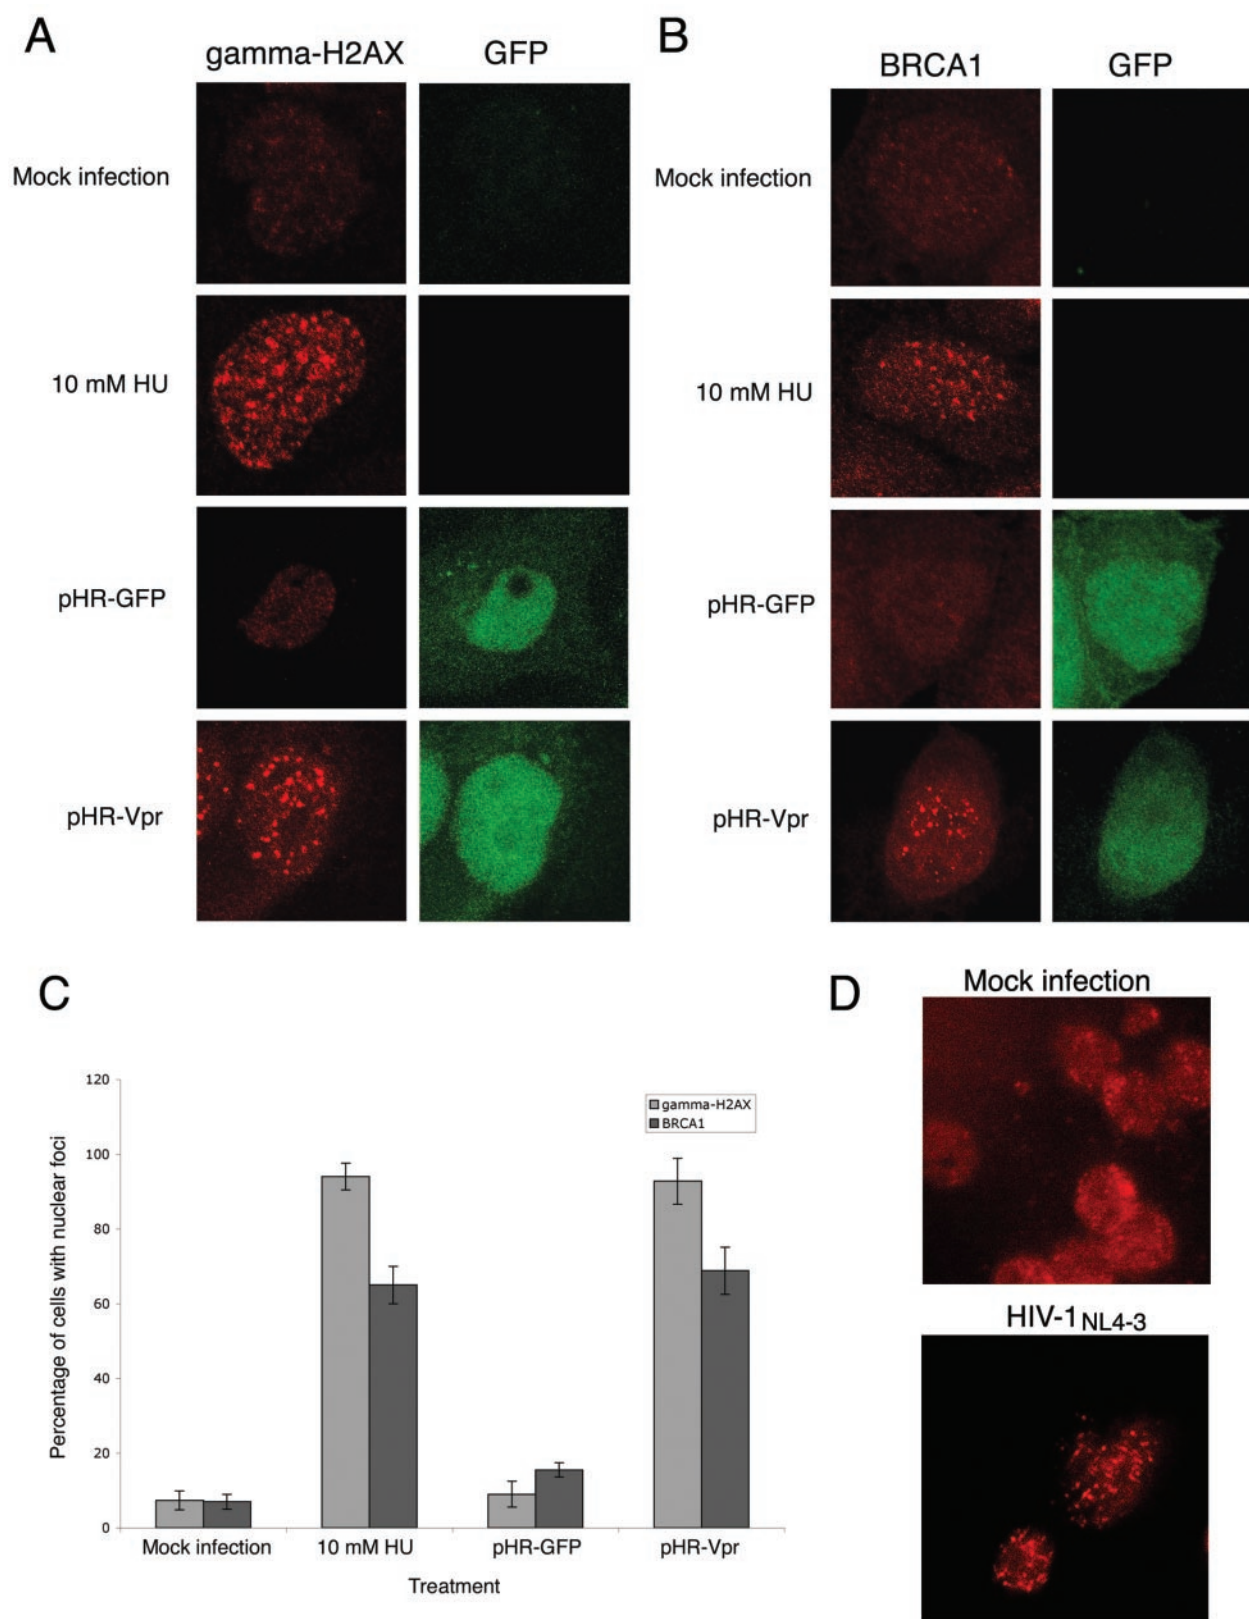 A
gamma-H2AX GFP
Mock infection
10 mM HU
pHR-GFP
pHR-Vpr
B
BRCA1 GFP
Mock infection
10 mM HU
pHR-GFP
pHR-Vpr
C
Percentage of cells with nuclear foci
120
100
80
60
40
20
0
gamma-H2AX
BRCA1
Mock infection 10 mM HU pHR-GFP pHR-Vpr
Treatment
D
Mock infection
HIV-1NL4-3